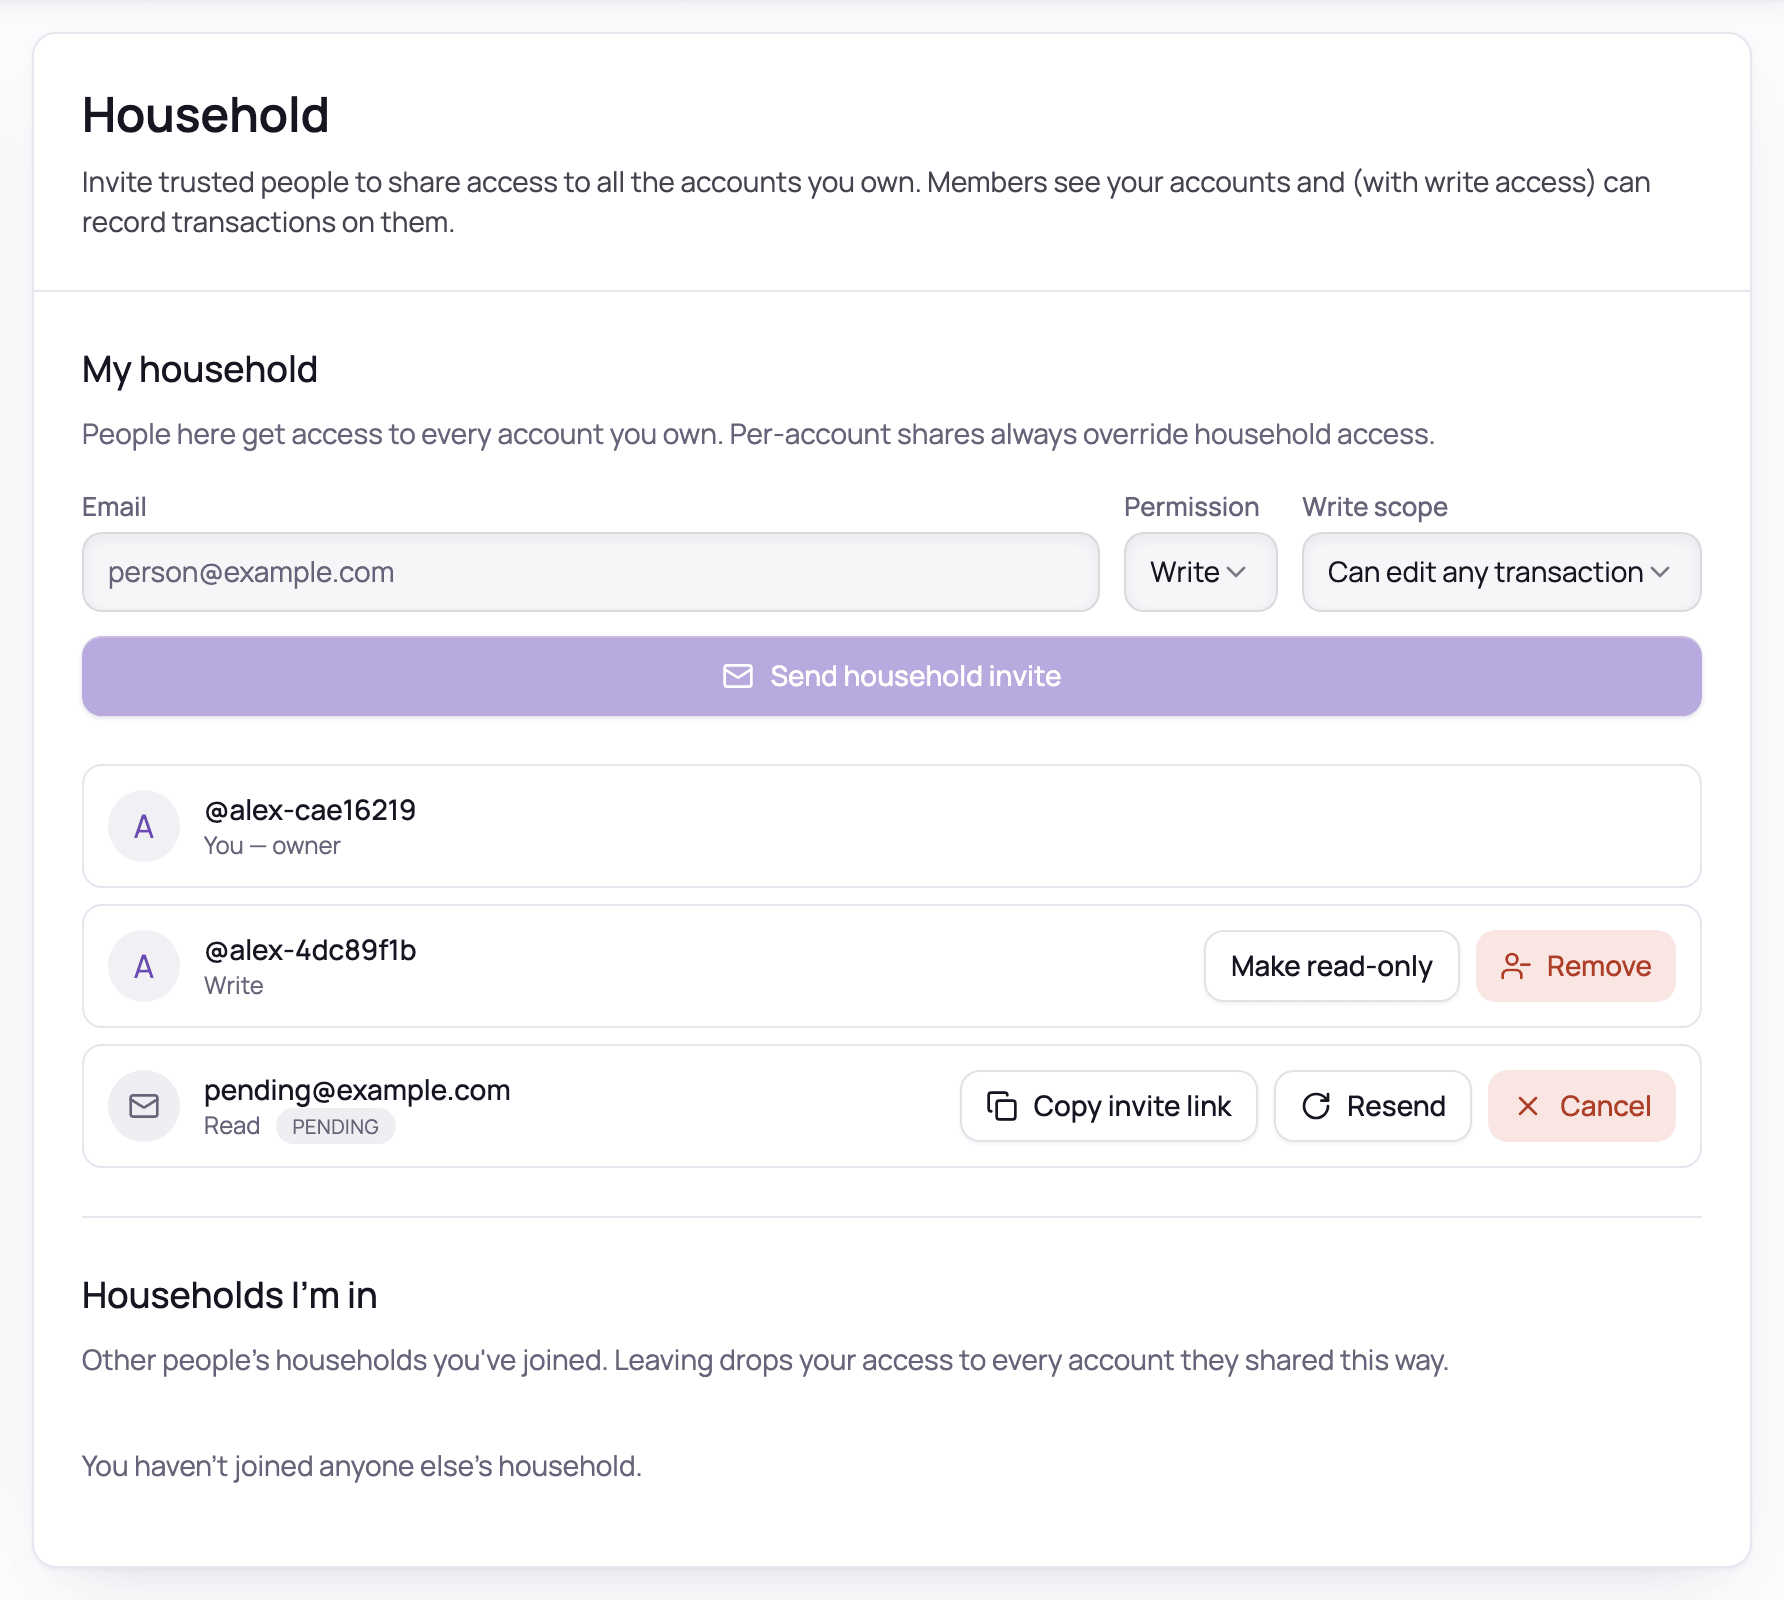 Household
Invite trusted people to share access to all the accounts you own. Members see your accounts and (with write access) can
record transactions on them.
My household
People here get access to every account you own. Per-account shares always override household access.
Email
Permission
Write scope
person@example.com
Write
Can edit any transaction
Send household invite
A
@alex-cae16219
You — owner
A
@alex-4dc89f1b
Write
Make read-only
Remove
pending@example.com
Read PENDING
Copy invite link
Resend
Cancel
Households I’m in
Other people’s households you've joined. Leaving drops your access to every account they shared this way.
You haven’t joined anyone else’s household.